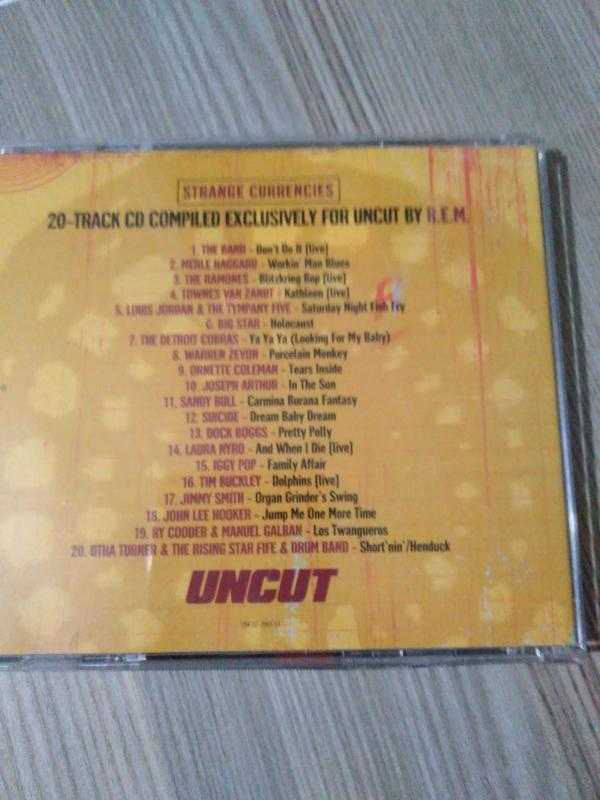 STRANGE CURRENCIES
20-TRACK CD COMPILED EXCLUSIVELY FOR UNCUT BY R.E.M.
1. THE BAND - Don't Do It [live]
2. MERLE HAGGARD - Workin' Man Blues
3. THE RAMONES - Blitzkrieg Bop [live]
4. TOWNES VAN ZANDT - Kathleen [live]
5. LOUIS JORDAN & THE TYMPANY FIVE - Saturday Night Fish Fry
6. BIG STAR - Holocaust
7. THE DETROIT COBRAS - Ya Ya Ya (Looking For My Baby)
8. WARREN ZEVON - Porcelain Monkey
9. ORNETTE COLEMAN - Tears Inside
10. JOSEPH ARTHUR - In The Sun
11. SANDY BULL - Carmina Burana Fantasy
12. SUICIDE - Dream Baby Dream
13. DOCK BOGGS - Pretty Polly
14. LAURA NYRO - And When I Die [live]
15. IGGY POP - Family Affair
16. TIM BUCKLEY - Dolphins [live]
17. JIMMY SMITH - Organ Grinder's Swing
18. JOHN LEE HOOKER - Jump Me One More Time
19. RY COODER & MANUEL GALBAN - Los Twangueros
20. OTHA TURNER & THE RISING STAR FIFE & DRUM BAND - Short'nin'/Henduck
UNCUT